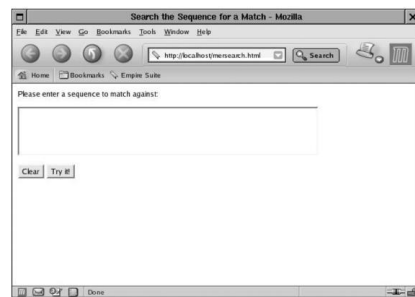 Search the Sequence for a Match - Mozilla
File Edit View Go Bookmarks Tools Window Help
http://localhost/mersearch.html Search
Home Bookmarks Empire Suite
Please enter a sequence to match against:
Clear Try it!
Done